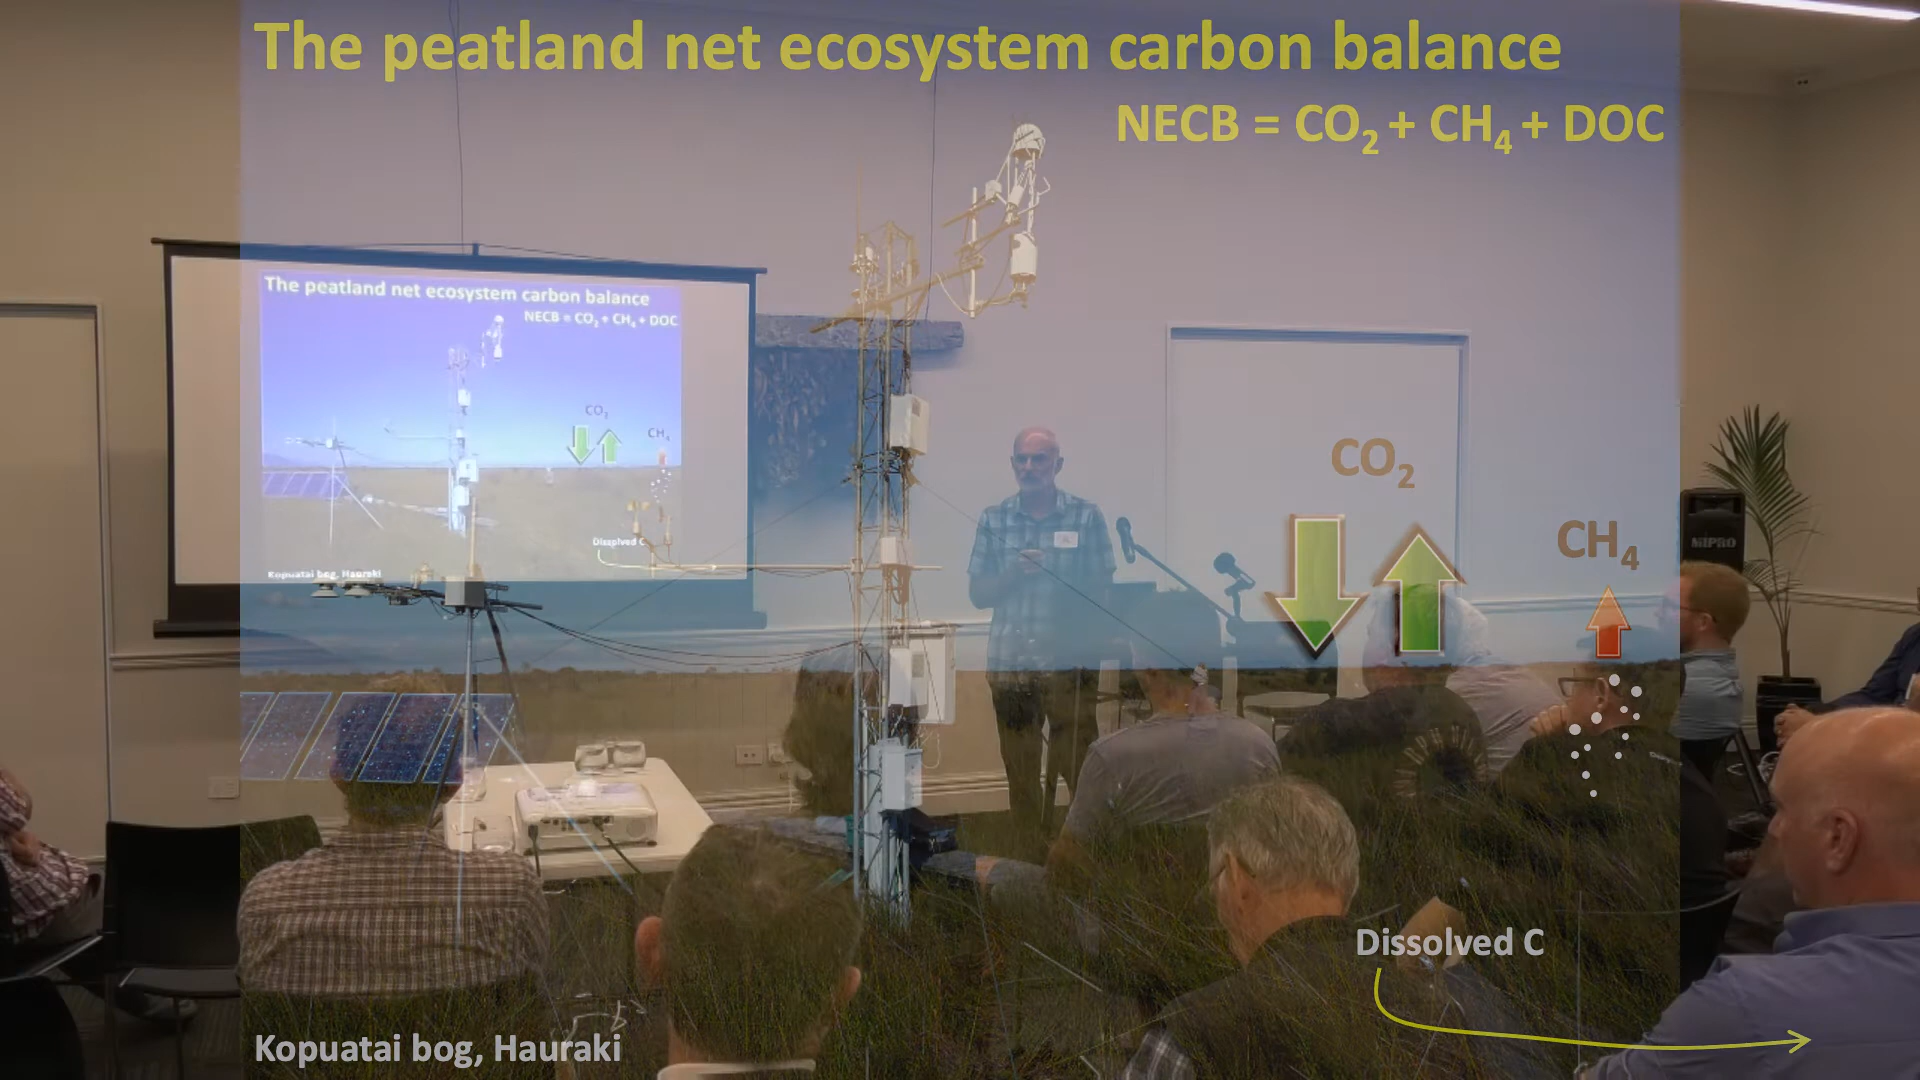 The peatland net ecosystem carbon balance
NECB = CO₂ + CH₄ + DOC
The peatland net ecosystem carbon balance
NECB = CO₂ + CH₄ + DOC
CO₂
CH₄
CO₂
CH₄
MIPRO
Dissolved C
Kopuatai bog, Hauraki
Dissolved C
Kopuatai bog, Hauraki